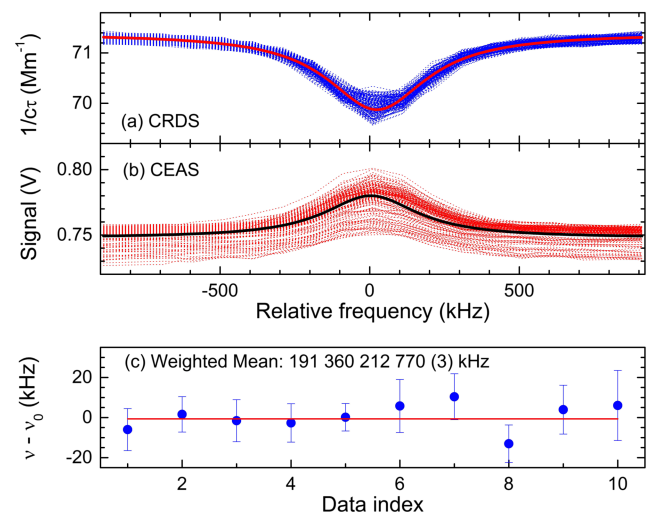 71
70
1/cτ (Mm⁻¹)
(a) CRDS
0.80
0.75
Signal (V)
(b) CEAS
-500 0 500
Relative frequency (kHz)
(c) Weighted Mean: 191 360 212 770 (3) kHz
20
0
-20
ν - ν₀ (kHz)
2 4 6 8 10
Data index